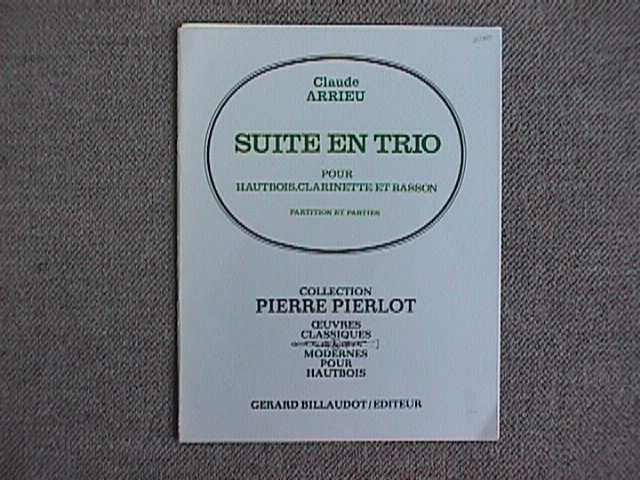 Claude
ARRIEU
SUITE EN TRIO
POUR
HAUTBOIS, CLARINETTE ET BASSON
PARTITION ET PARTIES
COLLECTION
PIERRE PIERLOT
ŒUVRES
CLASSIQUES
MODERNES
POUR
HAUTBOIS
GERARD BILLAUDOT/EDITEUR